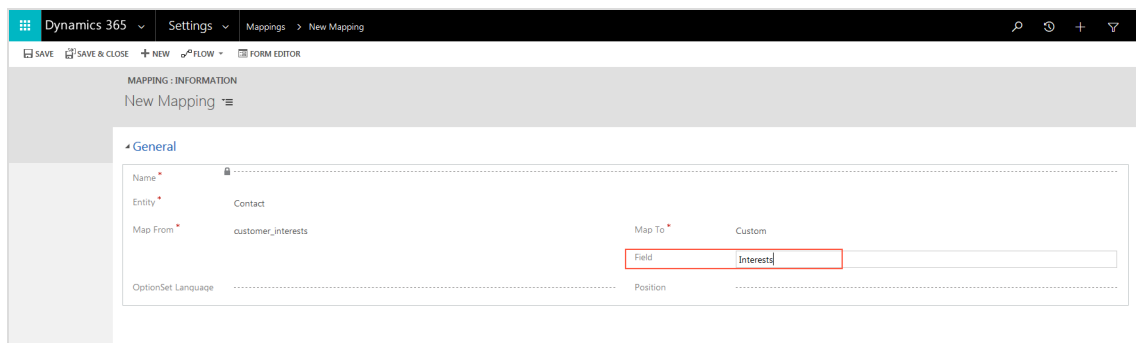 Dynamics 365 Settings Mappings > New Mapping
SAVE SAVE & CLOSE + NEW FLOW FORM EDITOR
MAPPING : INFORMATION
New Mapping
General
Name *
Entity * Contact
Map From * customer_interests Map To * Custom
Field Interests
OptionSet Language Position